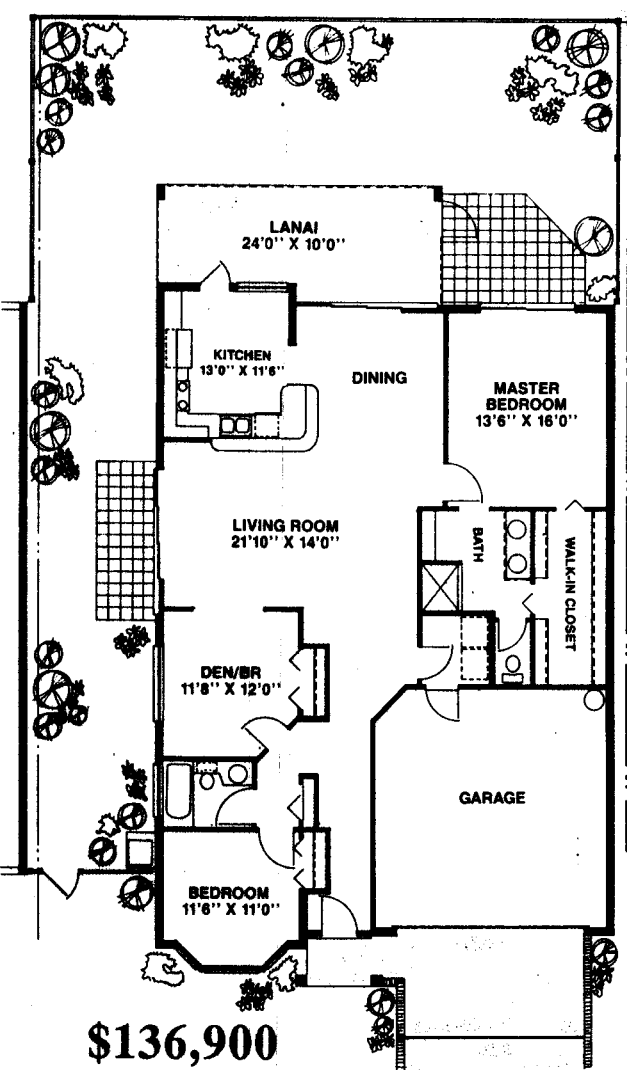 LANAI
24'0'' X 10'0''
KITCHEN
13'0'' X 11'6''
DINING
MASTER
BEDROOM
13'6'' X 16'0''
LIVING ROOM
21'10'' X 14'0''
BATH
WALK-IN CLOSET
DEN/BR
11'8'' X 12'0''
GARAGE
BEDROOM
11'6'' X 11'0''
$136,900